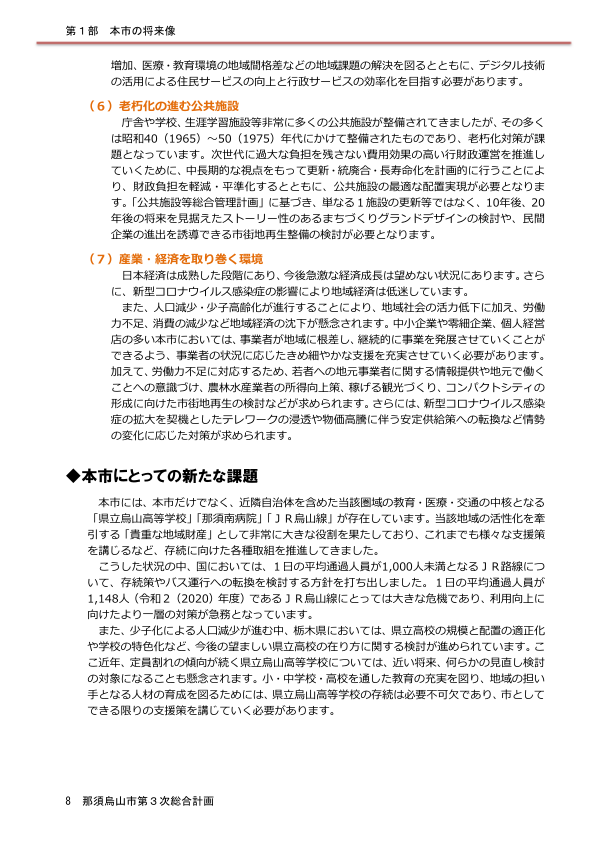 第１部　本市の将来像
増加、医療・教育環境の地域間格差などの地域課題の解決を図るとともに、デジタル技術
の活用による住民サービスの向上と行政サービスの効率化を目指す必要があります。
（６）老朽化の進む公共施設
庁舎や学校、生涯学習施設等非常に多くの公共施設が整備されてきましたが、その多く
は昭和40（1965）～50（1975）年代にかけて整備されたものであり、老朽化対策が課
題となっています。次世代に過大な負担を残さない費用効果の高い行財政運営を推進し
ていくために、中長期的な視点をもって更新・統廃合・長寿命化を計画的に行うことによ
り、財政負担を軽減・平準化するとともに、公共施設の最適な配置実現が必要となりま
す。「公共施設等総合管理計画」に基づき、単なる１施設の更新等ではなく、10年後、20
年後の将来を見据えたストーリー性のあるまちづくりグランドデザインの検討や、民間
企業の進出を誘導できる市街地再生整備の検討が必要となります。
（７）産業・経済を取り巻く環境
日本経済は成熟した段階にあり、今後急激な経済成長は望めない状況にあります。さら
に、新型コロナウイルス感染症の影響により地域経済は低迷しています。
また、人口減少・少子高齢化が進行することにより、地域社会の活力低下に加え、労働
力不足、消費の減少など地域経済の沈下が懸念されます。中小企業や零細企業、個人経営
店の多い本市においては、事業者が地域に根差し、継続的に事業を発展させていくことが
できるよう、事業者の状況に応じたきめ細やかな支援を充実させていく必要があります。
加えて、労働力不足に対応するため、若者への地元事業者に関する情報提供や地元で働く
ことへの意識づけ、農林水産業者の所得向上策、稼げる観光づくり、コンパクトシティの
形成に向けた市街地再生の検討などが求められます。さらには、新型コロナウイルス感染
症の拡大を契機としたテレワークの浸透や物価高騰に伴う安定供給策への転換など情勢
の変化に応じた対策が求められます。
◆本市にとっての新たな課題
本市には、本市だけでなく、近隣自治体を含めた当該圏域の教育・医療・交通の中核となる
「県立烏山高等学校」「那須南病院」「ＪＲ烏山線」が存在しています。当該地域の活性化を牽
引する「貴重な地域財産」として非常に大きな役割を果たしており、これまでも様々な支援策
を講じるなど、存続に向けた各種取組を推進してきました。
こうした状況の中、国においては、１日の平均通過人員が1,000人未満となるＪＲ路線につ
いて、存続策やバス運行への転換を検討する方針を打ち出しました。１日の平均通過人員が
1,148人（令和２（2020）年度）であるＪＲ烏山線にとっては大きな危機であり、利用向上に
向けたより一層の対策が急務となっています。
また、少子化による人口減少が進む中、栃木県においては、県立高校の規模と配置の適正化
や学校の特色化など、今後の望ましい県立高校の在り方に関する検討が進められています。こ
こ近年、定員割れの傾向が続く県立烏山高等学校については、近い将来、何らかの見直し検討
の対象になることも懸念されます。小・中学校・高校を通した教育の充実を図り、地域の担い
手となる人材の育成を図るためには、県立烏山高等学校の存続は必要不可欠であり、市として
できる限りの支援策を講じていく必要があります。
8　那須烏山市第３次総合計画